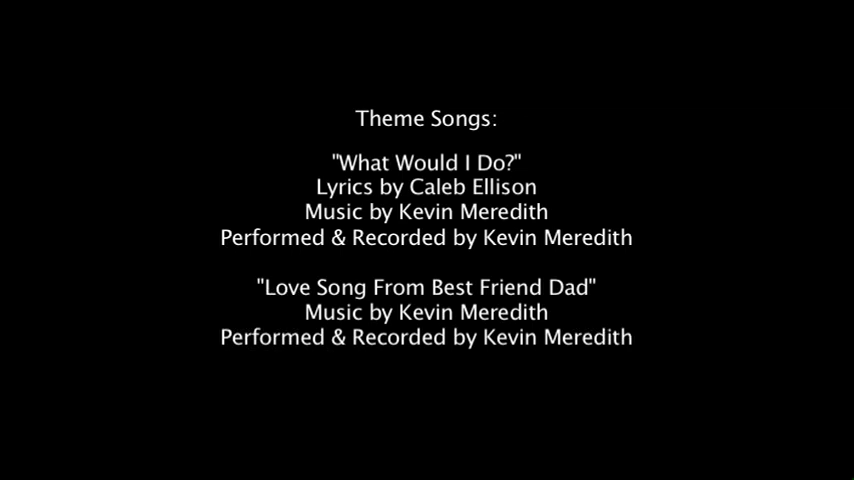 Theme Songs:
"What Would I Do?"
Lyrics by Caleb Ellison
Music by Kevin Meredith
Performed & Recorded by Kevin Meredith
"Love Song From Best Friend Dad"
Music by Kevin Meredith
Performed & Recorded by Kevin Meredith